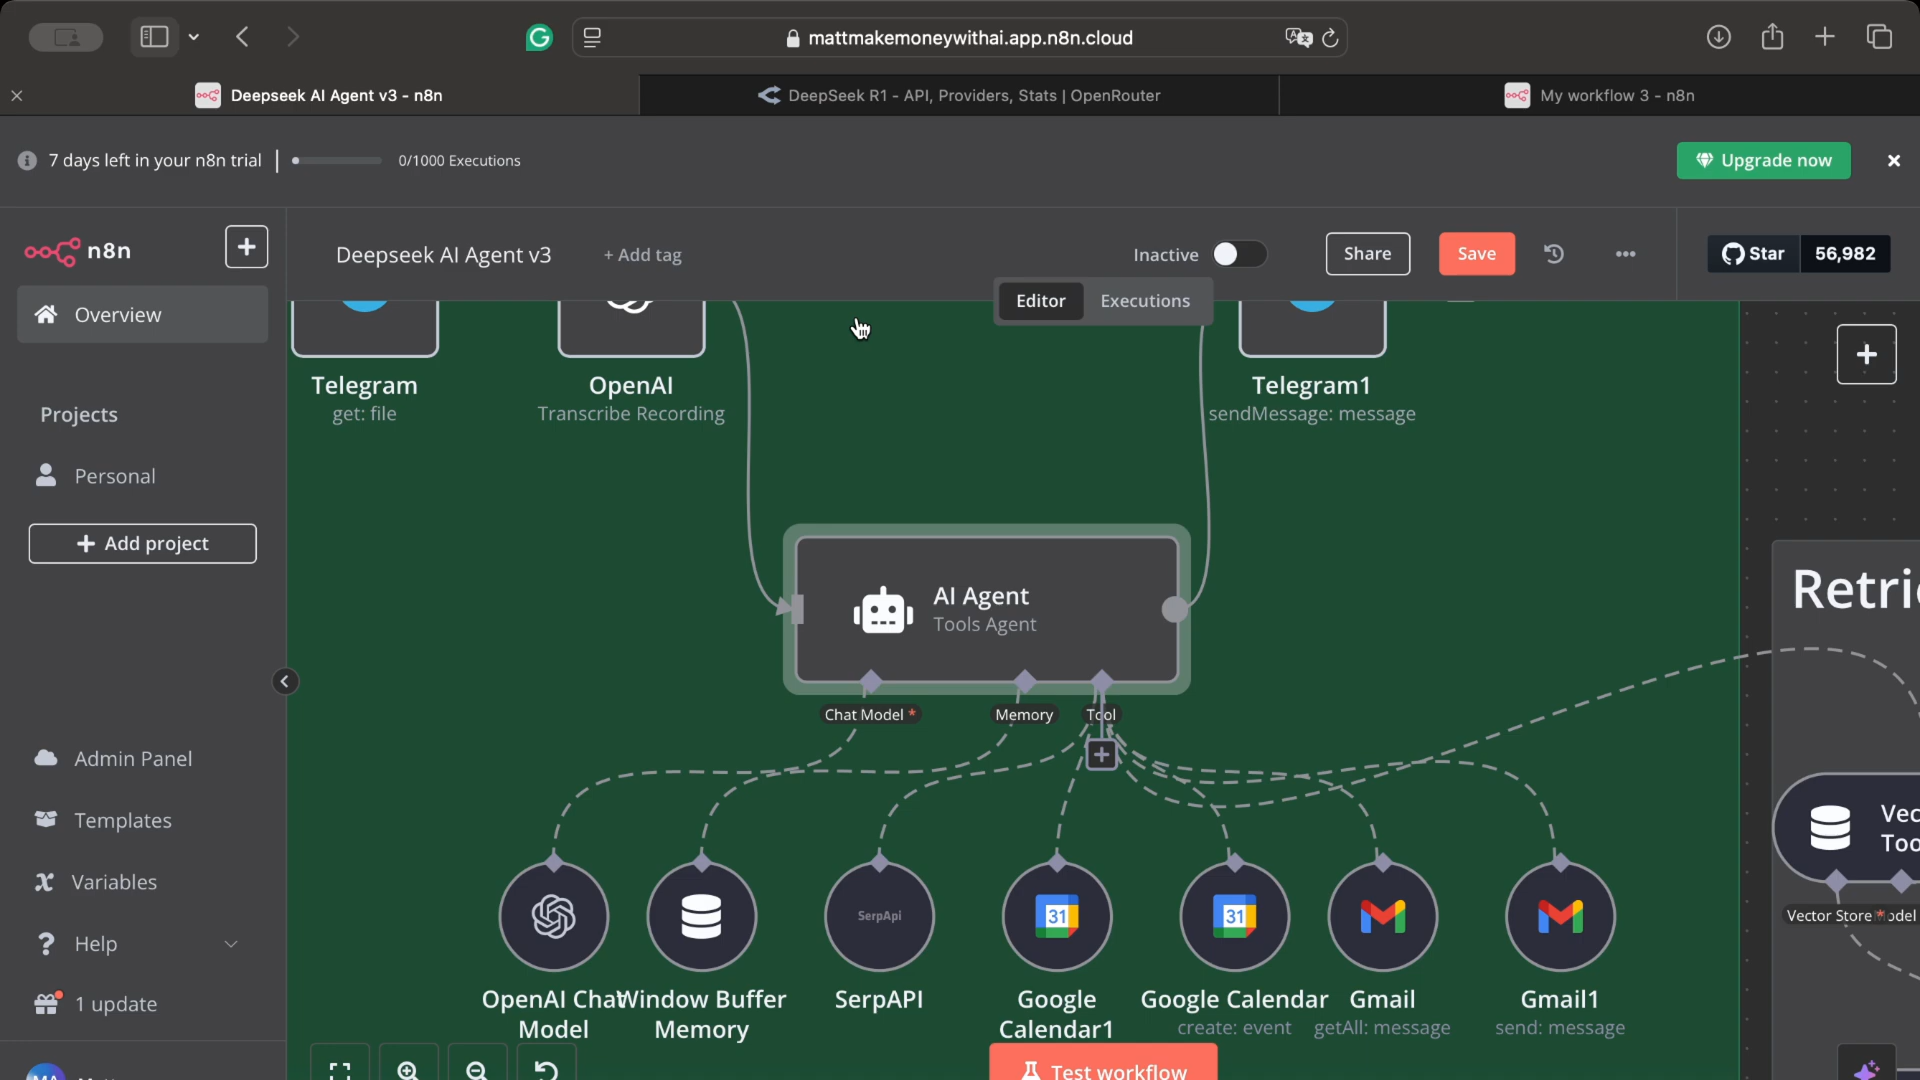 mattmakemoneywithai.app.n8n.cloud
Deepseek AI Agent v3 - n8n
DeepSeek R1 - API, Providers, Stats | OpenRouter
My workflow 3 - n8n
7 days left in your n8n trial
0/1000 Executions
Upgrade now
n8n
Deepseek AI Agent v3
+ Add tag
Inactive
Share
Save
Star
56,982
Editor
Executions
Overview
Projects
Personal
Add project
Admin Panel
Templates
Variables
Help
1 update
Telegram
get: file
OpenAI
Transcribe Recording
Telegram1
sendMessage: message
AI Agent
Tools Agent
Chat Model *
Memory
Tool
Retri
Vec
Too
Vector Store
*
odel
31
31
SerpApi
OpenAI Chat
Model
Window Buffer
Memory
SerpAPI
Google
Calendar1
Google Calendar
create: event
Gmail
getAll: message
Gmail1
send: message
Test workflow